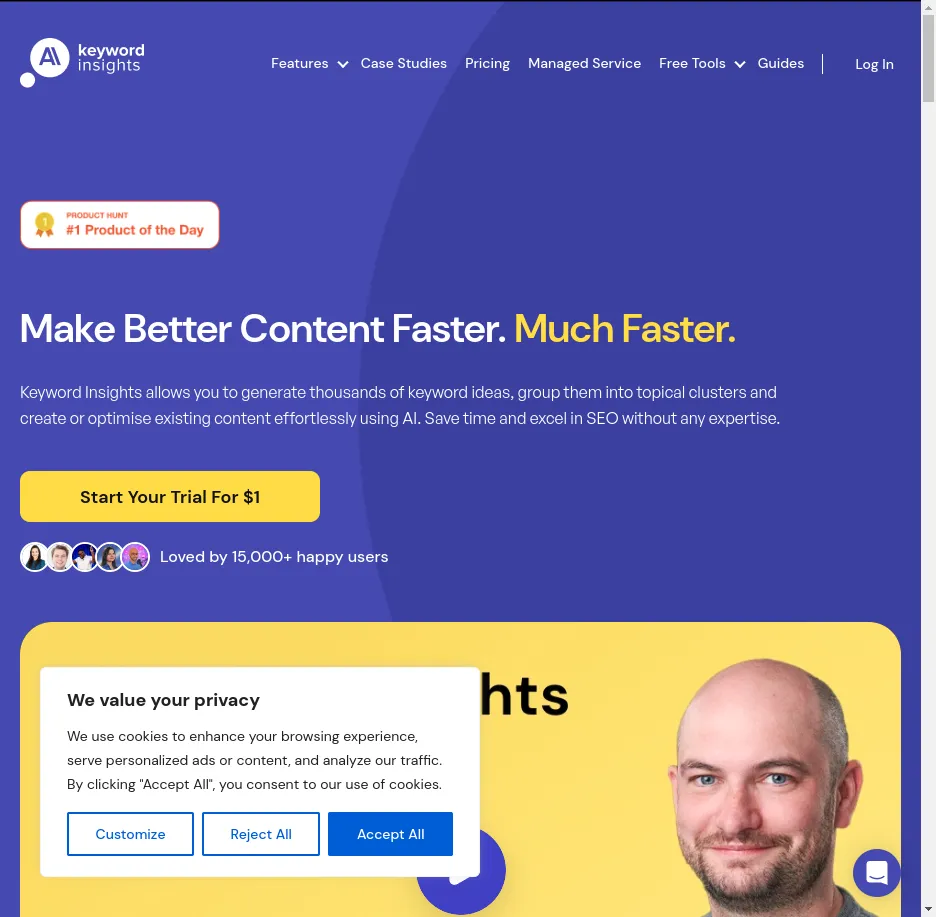 keyword
insights
Features
Case Studies
Pricing
Managed Service
Free Tools
Guides
Log In
1
PRODUCT HUNT
#1 Product of the Day
Make Better Content Faster. Much Faster.
Keyword Insights allows you to generate thousands of keyword ideas, group them into topical clusters and
create or optimise existing content effortlessly using AI. Save time and excel in SEO without any expertise.
Start Your Trial For $1
Loved by 15,000+ happy users
hts
We value your privacy
We use cookies to enhance your browsing experience,
serve personalized ads or content, and analyze our traffic.
By clicking "Accept All", you consent to our use of cookies.
Customize
Reject All
Accept All